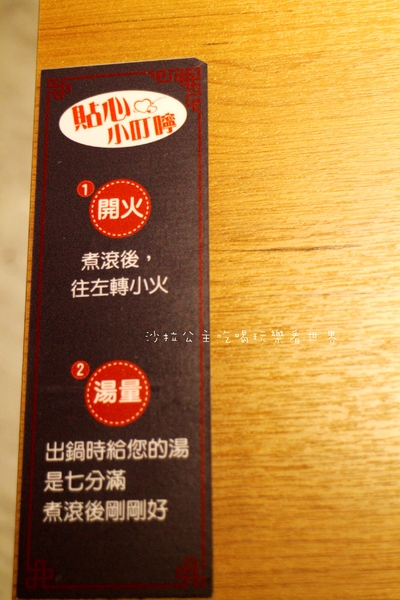 貼心
小叮嚀
1
開火
煮滾後，
往左轉小火
沙拉公主吃喝玩樂看世界
2
湯量
出鍋時給您的湯
是七分滿
煮滾後剛剛好